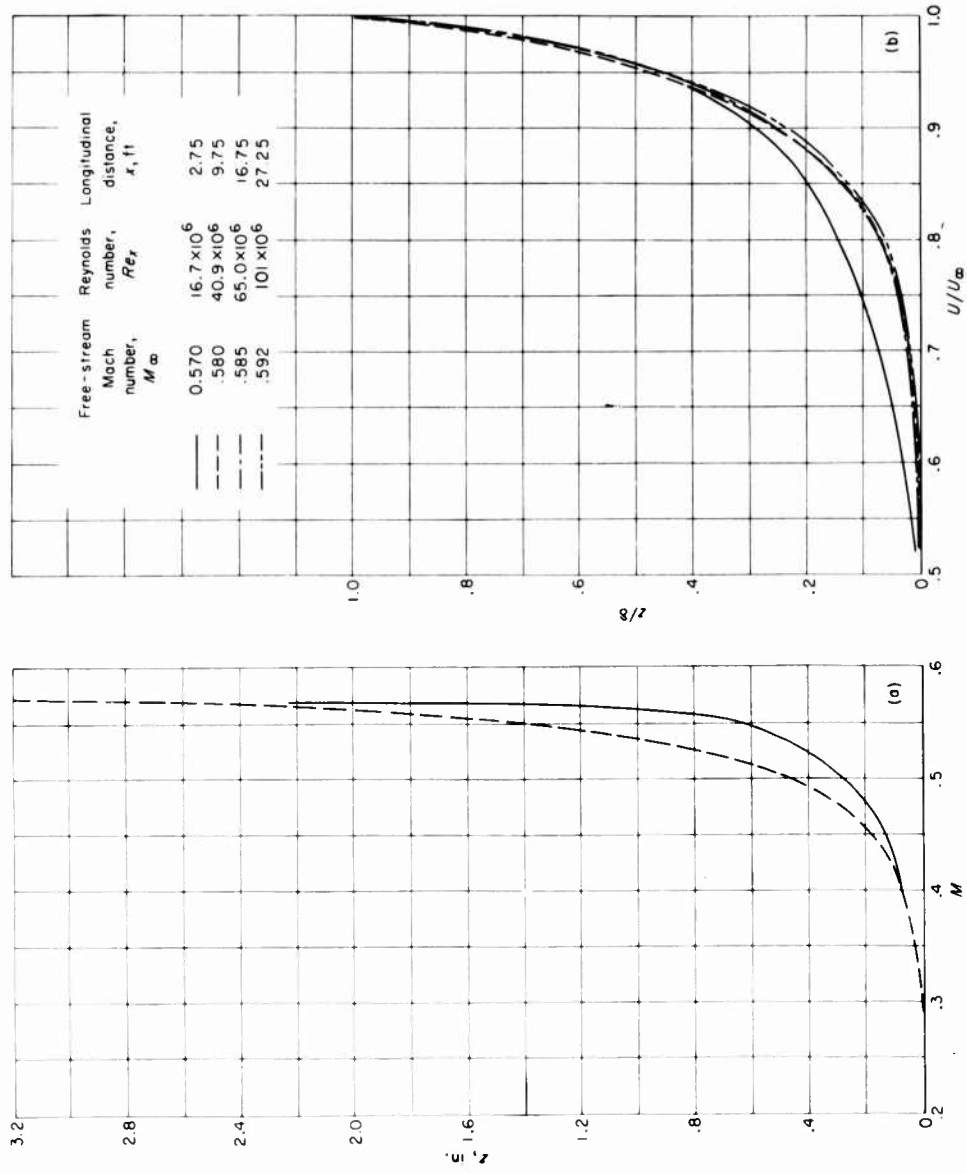 3.2
2.8
2.4
2.0
1.6
1.2
.8
.4
0
z, in.
.2
.3
.4
.5
.6
M
(a)
Free-stream Reynolds Longitudinal
Mach number, distance,
number, Reₓ x, ft
M∞
0.570 16.7×10⁶ 2.75
.580 40.9×10⁶ 9.75
.585 65.0×10⁶ 16.75
.592 101×10⁶ 27.25
1.0
.8
.6
.4
.2
0
z/δ
.5
.6
.7
.8
.9
1.0
U/U∞
(b)